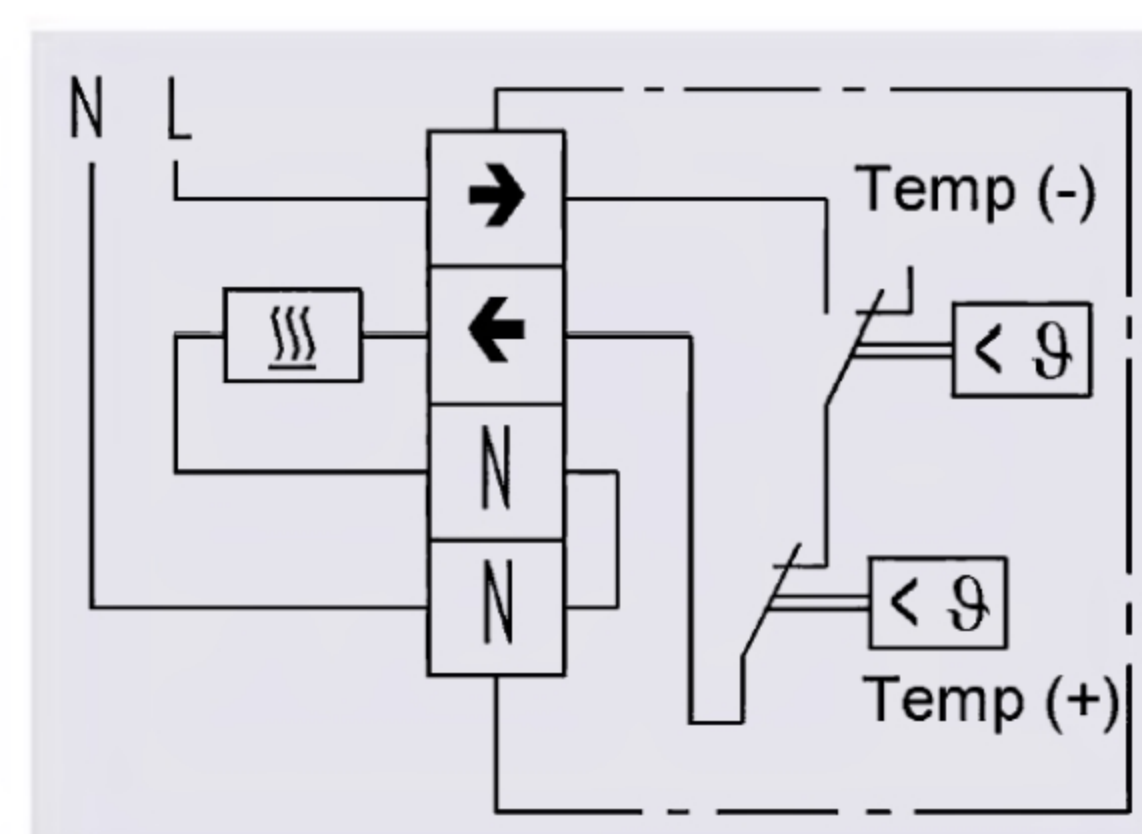 N L
Temp (-)
< ϑ
N
N
< ϑ
Temp (+)